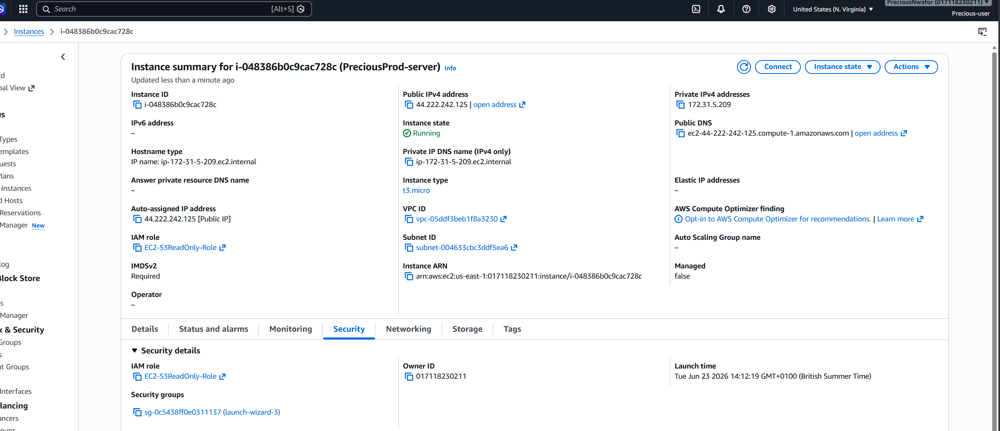 Search [Alt+S] United States (N. Virginia) PreciousNwafor (017118230211)
Precious-user
Instances i-048386b0c9cac728c
Instance summary for i-048386b0c9cac728c (PreciousProd-server) Info Connect Instance state Actions
Updated less than a minute ago
Instance ID
i-048386b0c9cac728c
Public IPv4 address
44.222.242.125 | open address
Private IPv4 addresses
172.31.5.209
IPv6 address
–
Instance state
Running
Public DNS
ec2-44-222-242-125.compute-1.amazonaws.com | open address
Hostname type
IP name: ip-172-31-5-209.ec2.internal
Private IP DNS name (IPv4 only)
ip-172-31-5-209.ec2.internal
Answer private resource DNS name
–
Instance type
t3.micro
Elastic IP addresses
–
Auto-assigned IP address
44.222.242.125 [Public IP]
VPC ID
vpc-05ddf3beb1f8a3230
AWS Compute Optimizer finding
Opt-in to AWS Compute Optimizer for recommendations. | Learn more
IAM role
EC2-S3ReadOnly-Role
Subnet ID
subnet-004633cbc3ddf5ea6
Auto Scaling Group name
–
IMDSv2
Required
Instance ARN
arn:aws:ec2:us-east-1:017118230211:instance/i-048386b0c9cac728c
Managed
false
Operator
–
Details Status and alarms Monitoring Security Networking Storage Tags
Security details
IAM role
EC2-S3ReadOnly-Role
Owner ID
017118230211
Launch time
Tue Jun 23 2026 14:12:19 GMT+0100 (British Summer Time)
Security groups
sg-0c5438ff0e0311137 (launch-wizard-3)
View
Types
Instances
Hosts
Reservations
Manager New
Block Store
Manager
& Security
Groups
Groups
Interfaces